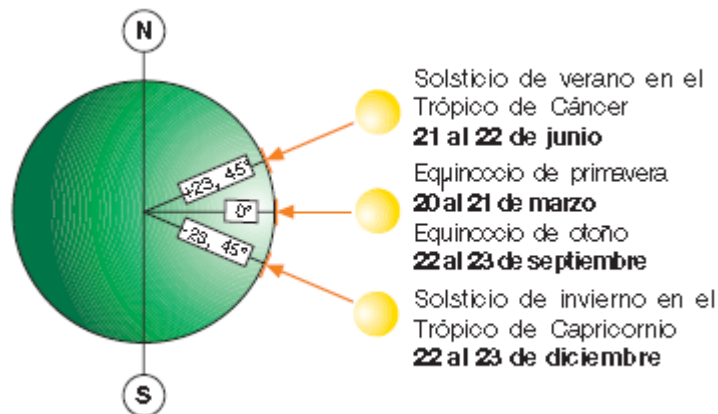 N
Solsticio de verano en el
Trópico de Cáncer
21 al 22 de junio
+23, 45°
Equinoccio de primavera
20 al 21 de marzo
0°
Equinoccio de otoño
22 al 23 de septiembre
-23, 45°
Solsticio de invierno en el
Trópico de Capricornio
22 al 23 de diciembre
S